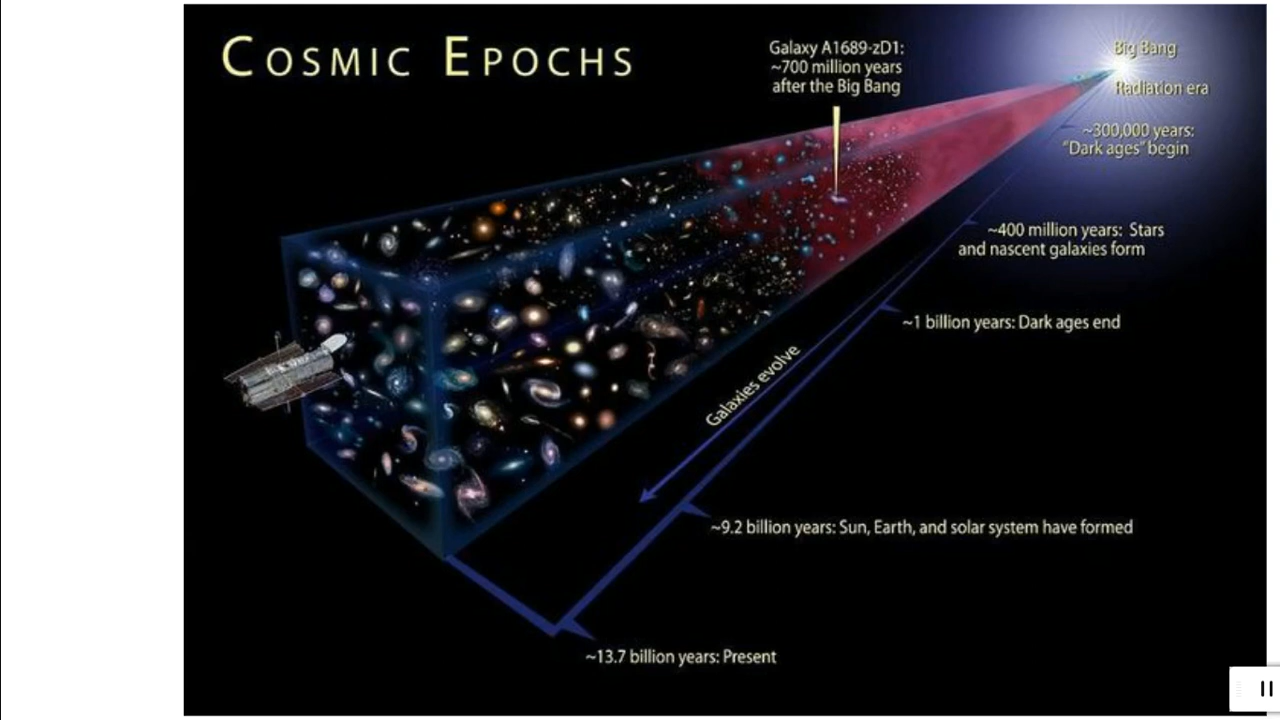 COSMIC EPOCHS
Galaxy A1689-zD1:
~700 million years
after the Big Bang
Big Bang
Radiation era
~300,000 years:
"Dark ages" begin
~400 million years: Stars
and nascent galaxies form
~1 billion years: Dark ages end
Galaxies evolve
~9.2 billion years: Sun, Earth, and solar system have formed
~13.7 billion years: Present